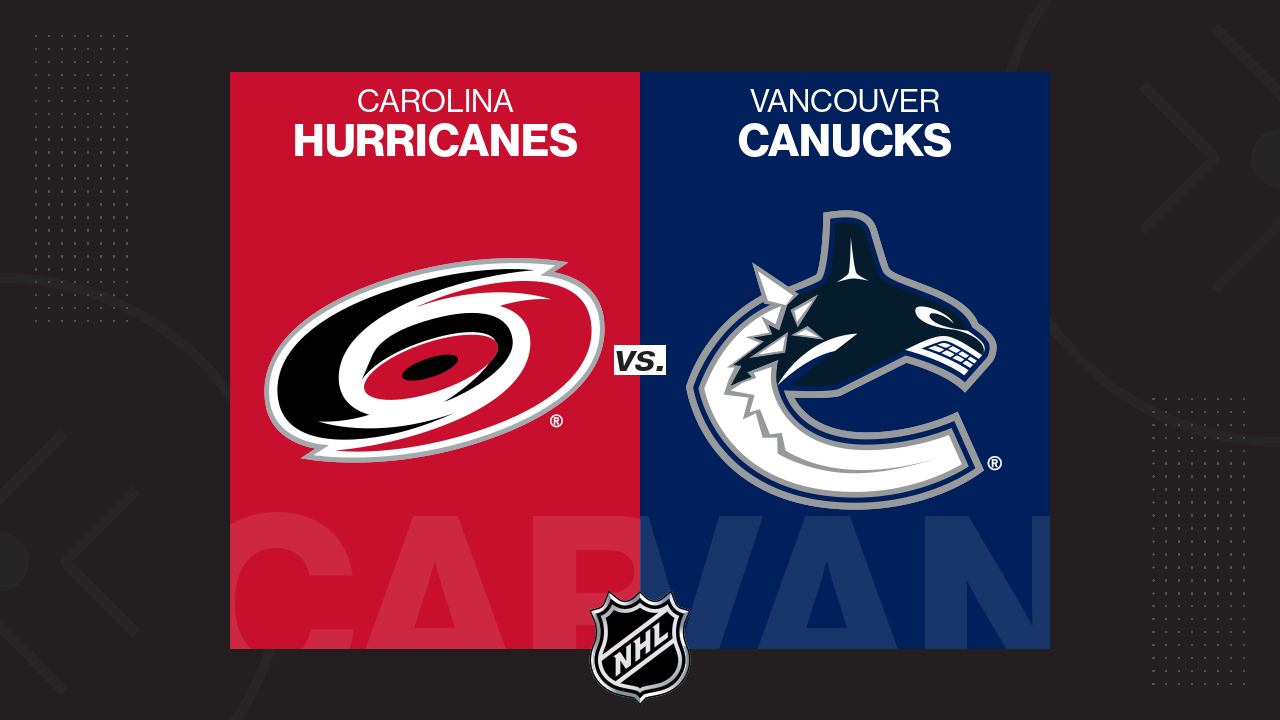 CAROLINA
HURRICANES
VANCOUVER
CANUCKS
vs.
®
®
CAR
VAN
NHL